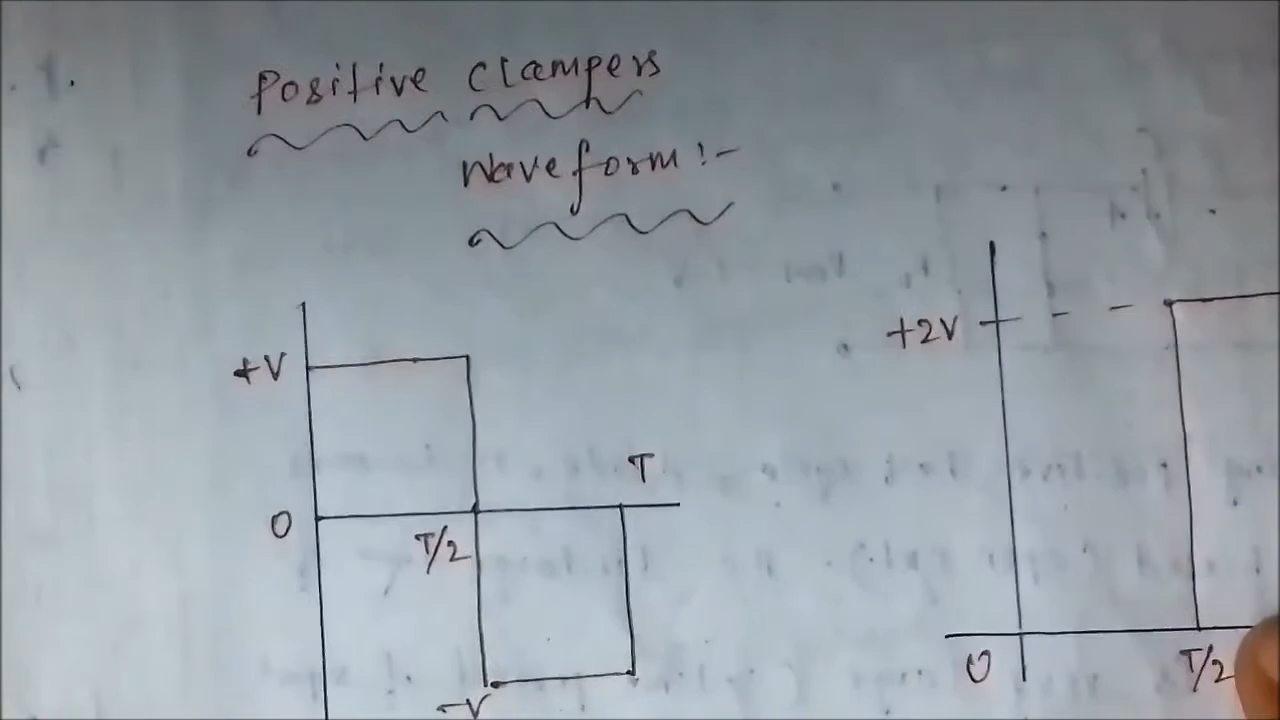 Positive Clampers
Waveform:-
+V
+2V
T
0
T/2
0
T/2
-V